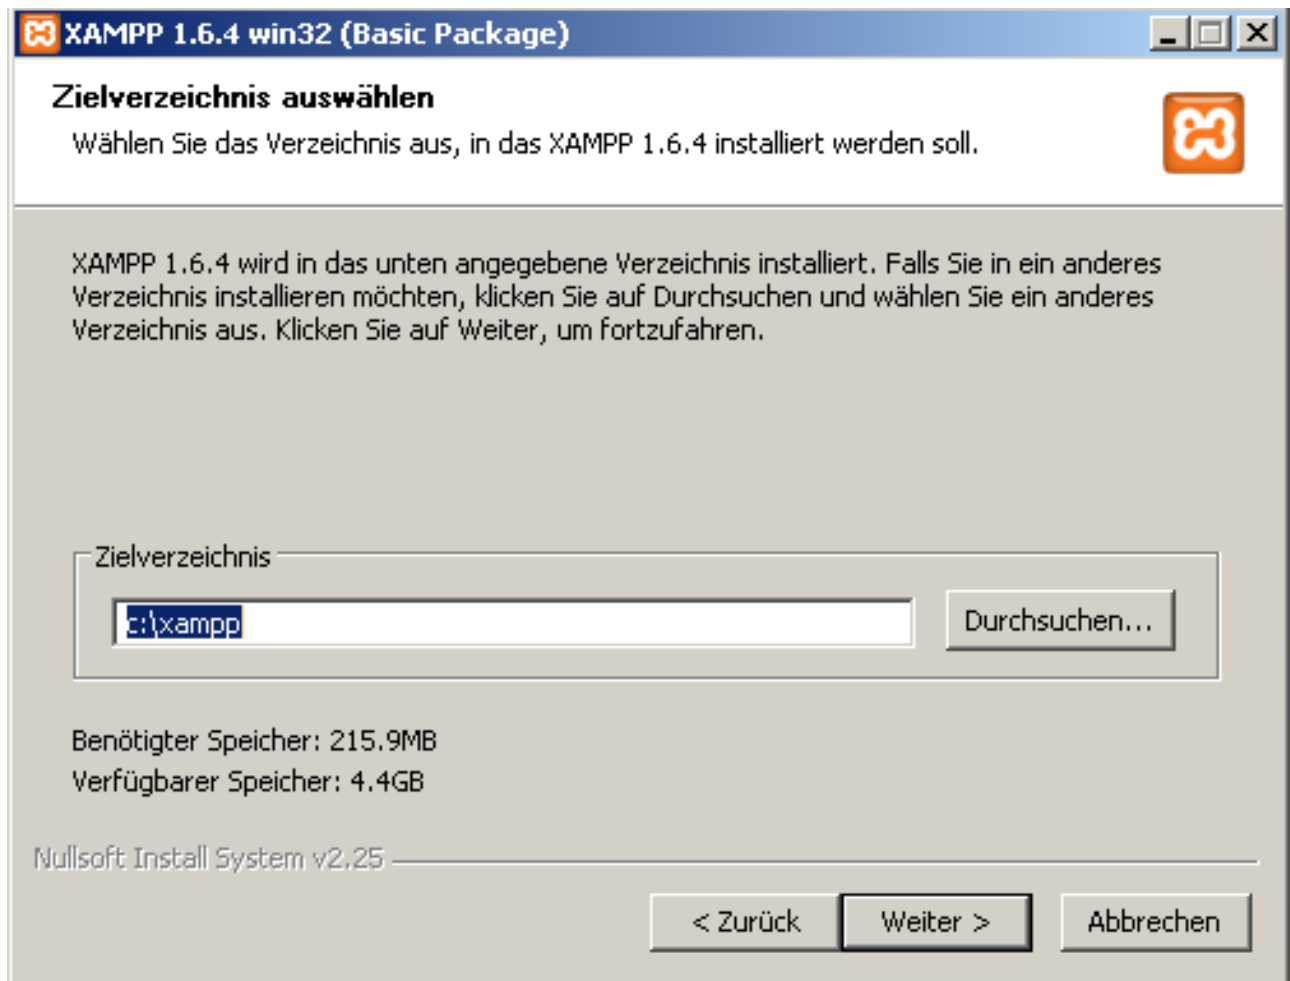 XAMPP 1.6.4 win32 (Basic Package)
Zielverzeichnis auswählen
Wählen Sie das Verzeichnis aus, in das XAMPP 1.6.4 installiert werden soll.
XAMPP 1.6.4 wird in das unten angegebene Verzeichnis installiert. Falls Sie in ein anderes
Verzeichnis installieren möchten, klicken Sie auf Durchsuchen und wählen Sie ein anderes
Verzeichnis aus. Klicken Sie auf Weiter, um fortzufahren.
Zielverzeichnis
c:\xampp
Durchsuchen...
Benötigter Speicher: 215.9MB
Verfügbarer Speicher: 4.4GB
Nullsoft Install System v2.25
< Zurück
Weiter >
Abbrechen